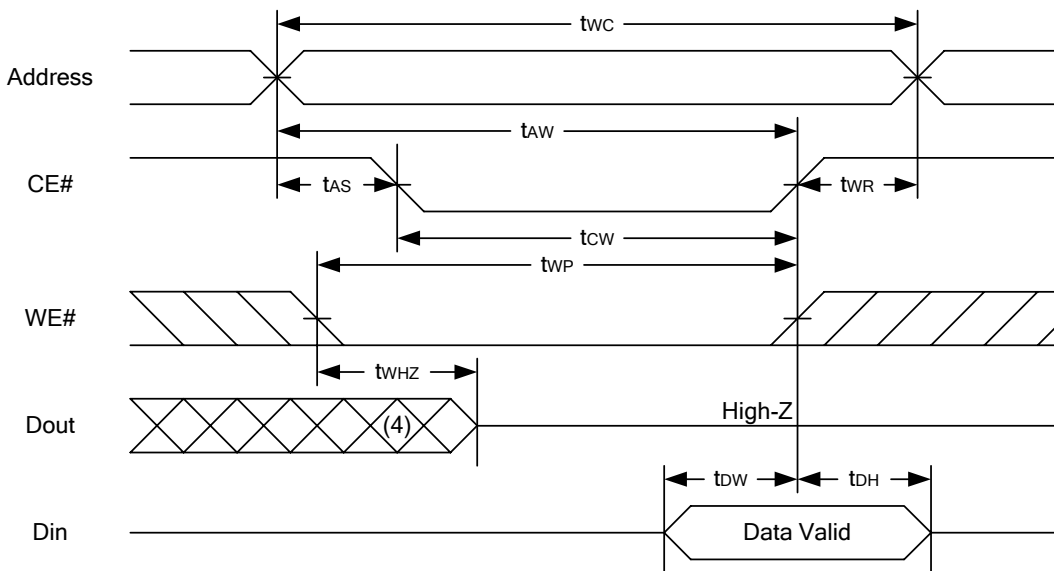 tWC
Address
tAW
CE#
tAS
tWR
tCW
tWP
WE#
tWHZ
Dout
(4)
High-Z
tDW
tDH
Din
Data Valid